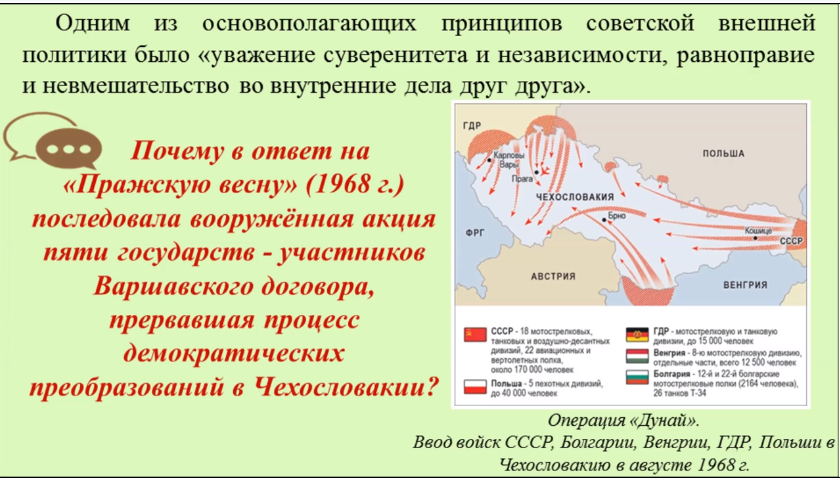 Одним из основополагающих принципов советской внешней
политики было «уважение суверенитета и независимости, равноправие
и невмешательство во внутренние дела друг друга».
Почему в ответ на
«Пражскую весну» (1968 г.)
последовала вооружённая акция
пяти государств - участников
Варшавского договора,
прервавшая процесс
демократических
преобразований в Чехословакии?
ГДР
ПОЛЬША
Карловы
Вары
Прага
ЧЕХОСЛОВАКИЯ
Брно
ФРГ
Кошице
СССР
АВСТРИЯ
ВЕНГРИЯ
СССР - 18 мотострелковых,
танковых и воздушно-десантных
дивизий, 22 авиационных и
вертолетных полка,
около 170 000 человек
Польша - 5 пехотных дивизий,
до 40 000 человек
ГДР - мотострелковую и танковую
дивизии, до 15 000 человек
Венгрия - 8-ю мотострелковую дивизию,
отдельные части, всего 12 500 человек
Болгария - 12-й и 22-й болгарские
мотострелковые полки (2164 человека),
26 танков Т-34
Операция «Дунай».
Ввод войск СССР, Болгарии, Венгрии, ГДР, Польши в
Чехословакию в августе 1968 г.